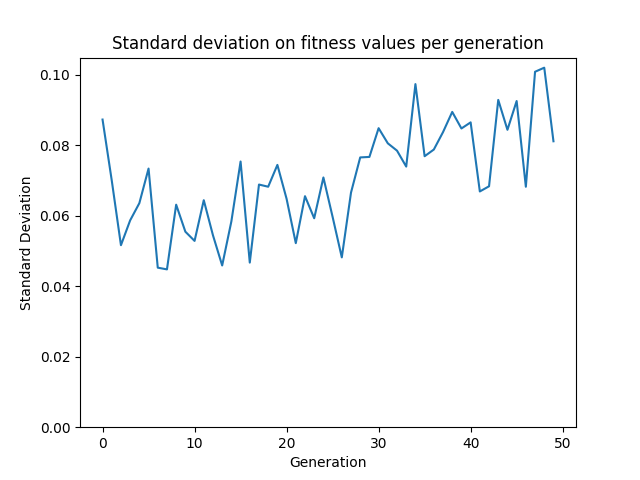 Standard deviation on fitness values per generation
0.10
0.08
0.06
0.04
0.02
0.00
Standard Deviation
0 10 20 30 40 50
Generation